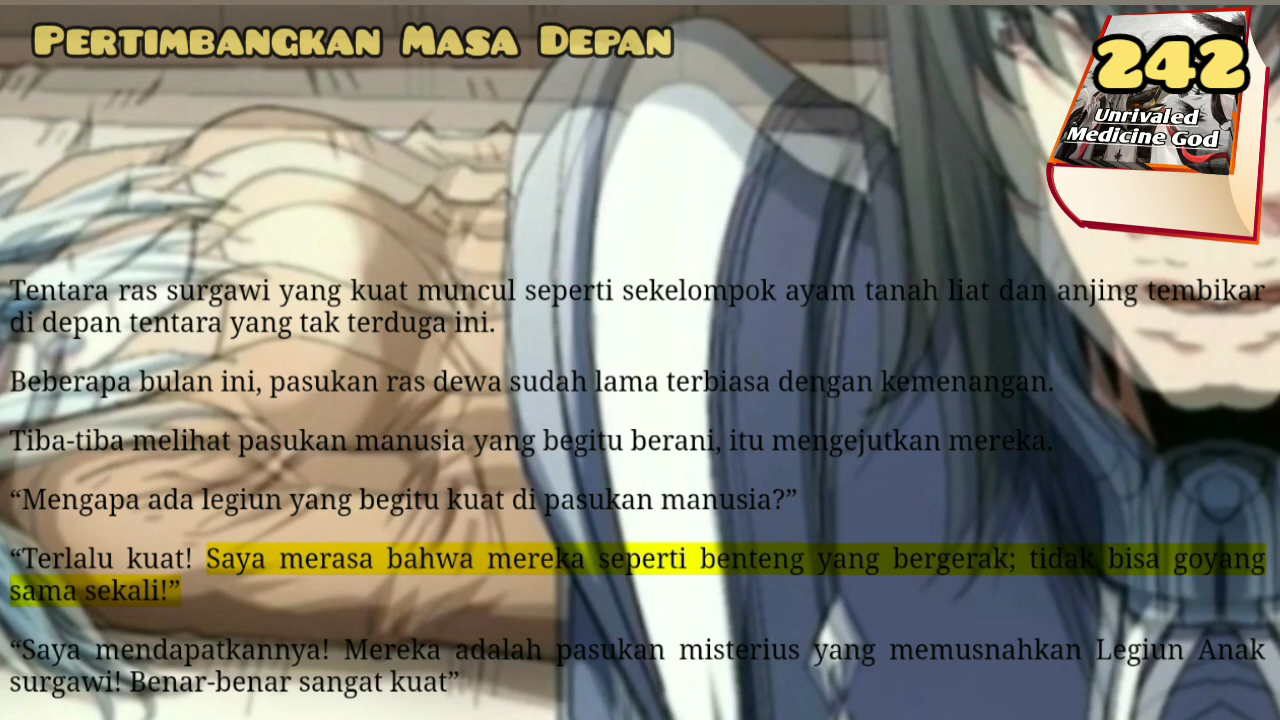 Pertimbangkan Masa Depan
242
Unrivaled
Medicine God
Tentara ras surgawi yang kuat muncul seperti sekelompok ayam tanah liat dan anjing tembikar
di depan tentara yang tak terduga ini.
Beberapa bulan ini, pasukan ras dewa sudah lama terbiasa dengan kemenangan.
Tiba-tiba melihat pasukan manusia yang begitu berani, itu mengejutkan mereka.
“Mengapa ada legiun yang begitu kuat di pasukan manusia?”
“Terlalu kuat! Saya merasa bahwa mereka seperti benteng yang bergerak; tidak bisa goyang
sama sekali!”
“Saya mendapatkannya! Mereka adalah pasukan misterius yang memusnahkan Legiun Anak
surgawi! Benar-benar sangat kuat”